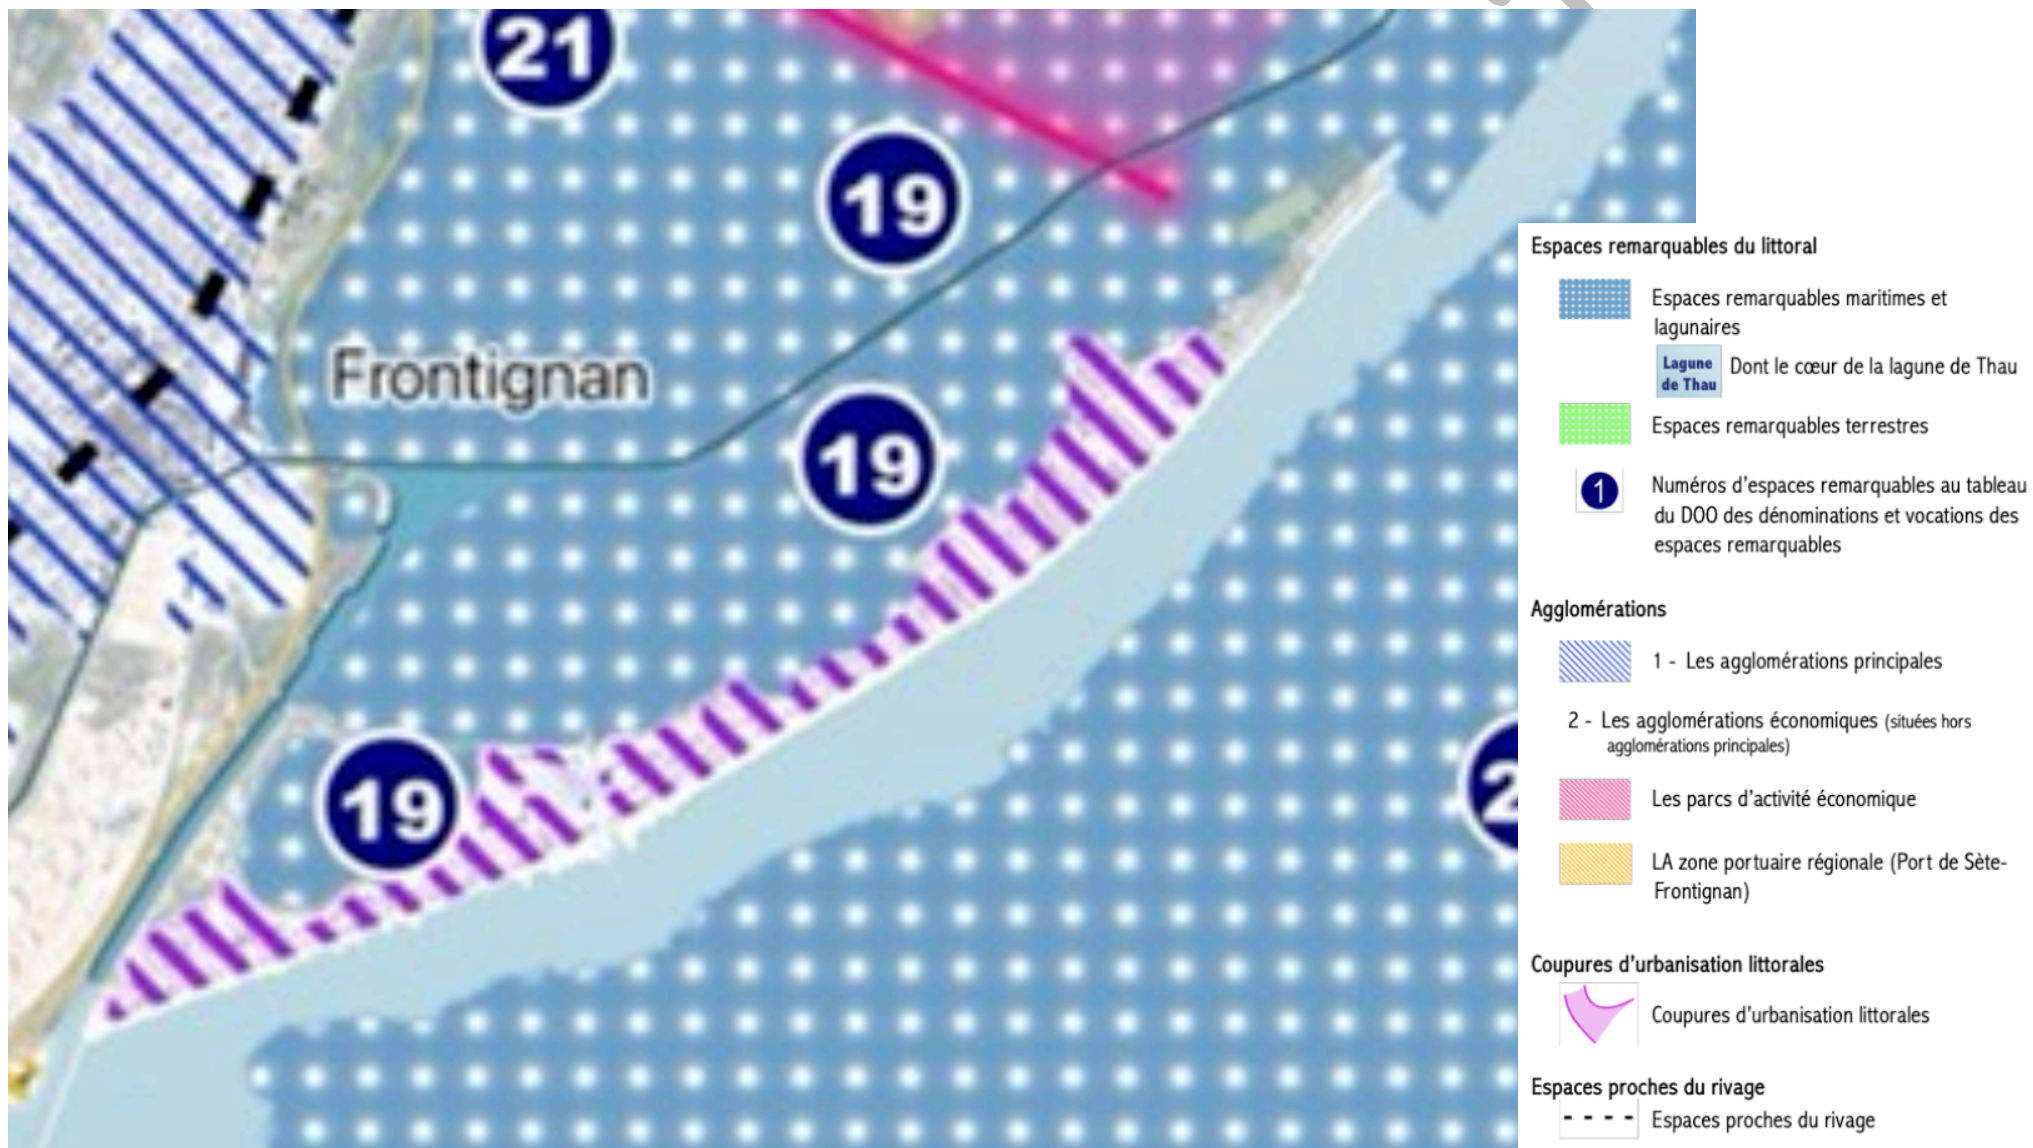 21
19
Frontignan
19
19
2
Espaces remarquables du littoral
Espaces remarquables maritimes et
lagunaires
Lagune
de Thau
Dont le cœur de la lagune de Thau
Espaces remarquables terrestres
1
Numéros d'espaces remarquables au tableau
du DOO des dénominations et vocations des
espaces remarquables
Agglomérations
1 - Les agglomérations principales
2 - Les agglomérations économiques (situées hors
agglomérations principales)
Les parcs d'activité économique
LA zone portuaire régionale (Port de Sète-
Frontignan)
Coupures d'urbanisation littorales
Coupures d'urbanisation littorales
Espaces proches du rivage
Espaces proches du rivage